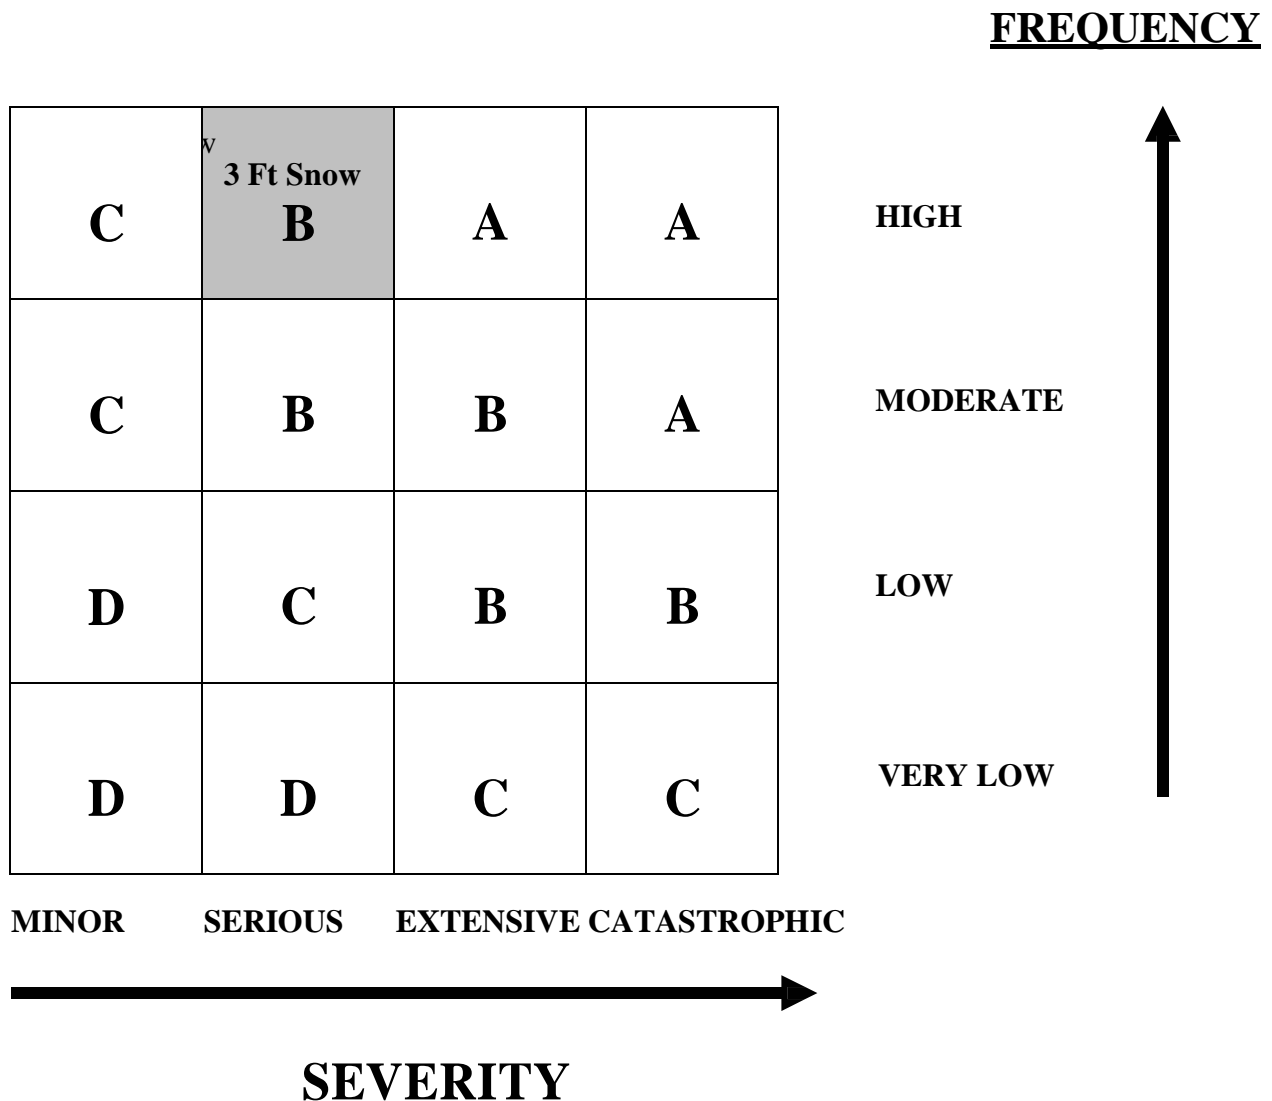 FREQUENCY
w
3 Ft Snow
C B A A HIGH
C B B A MODERATE
D C B B LOW
D D C C VERY LOW
MINOR SERIOUS EXTENSIVE CATASTROPHIC
SEVERITY